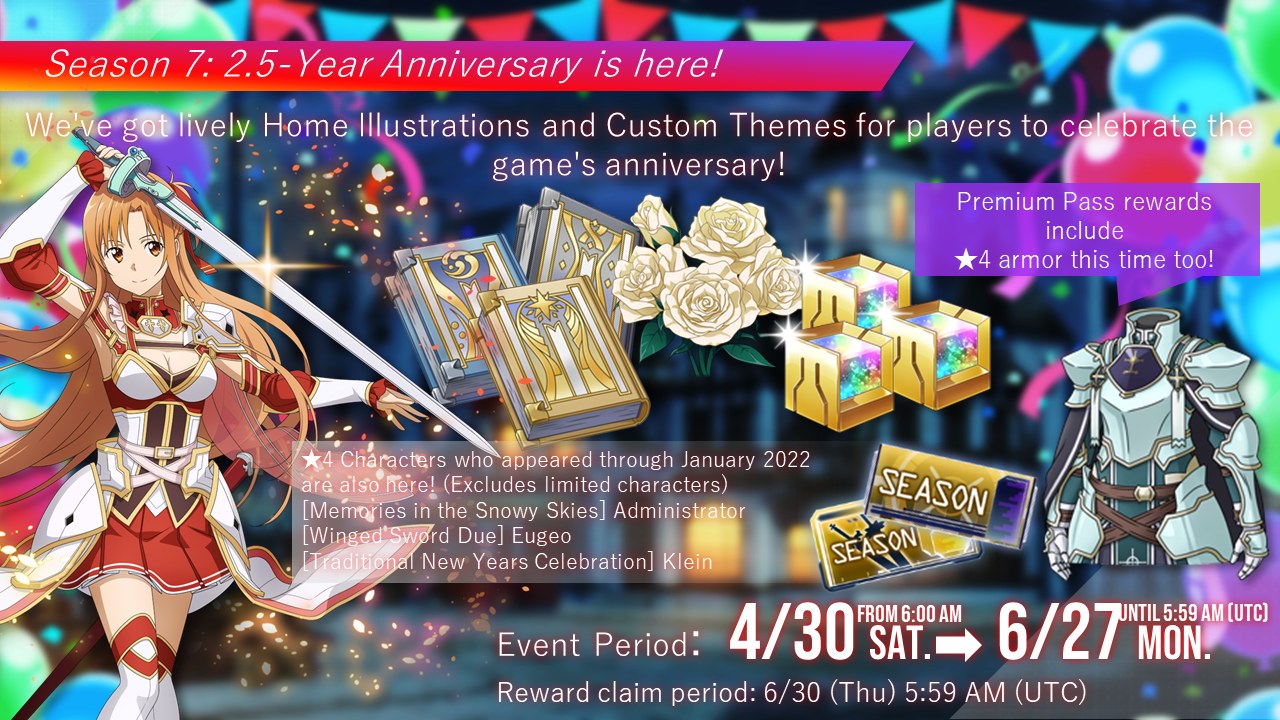 Season 7: 2.5-Year Anniversary is here!
We've got lively Home Illustrations and Custom Themes for players to celebrate the
game's anniversary!
Premium Pass rewards
include
★4 armor this time too!
★4 Characters who appeared through January 2022
are also here! (Excludes limited characters)
[Memories in the Snowy Skies] Administrator
[Winged Sword Due] Eugeo
[Traditional New Years Celebration] Klein
SEASON
SEASON
Event Period: 4/30 FROM 6:00 AM SAT. ➡ 6/27 UNTIL 5:59 AM (UTC) MON.
Reward claim period: 6/30 (Thu) 5:59 AM (UTC)